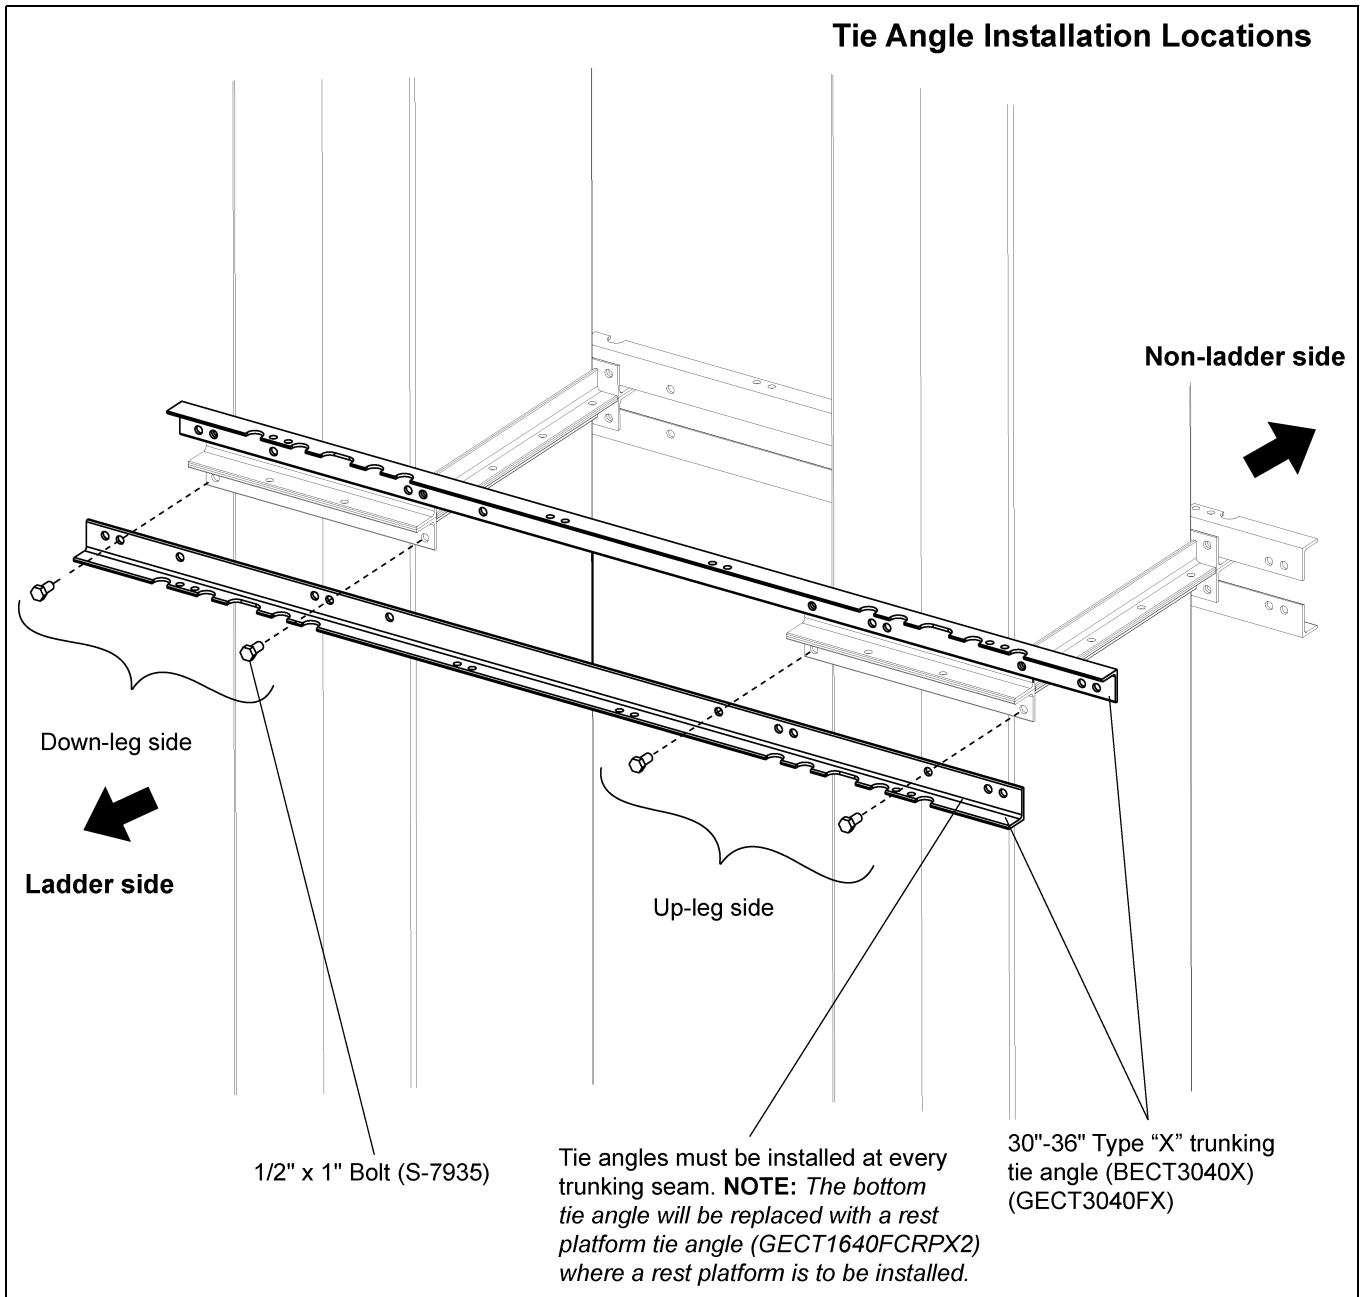 Tie Angle Installation Locations
Non-ladder side
Down-leg side
Ladder side
Up-leg side
1/2" x 1" Bolt (S-7935)
Tie angles must be installed at every
trunking seam. NOTE: The bottom
tie angle will be replaced with a rest
platform tie angle (GECT1640FCRPX2)
where a rest platform is to be installed.
30"-36" Type “X” trunking
tie angle (BECT3040X)
(GECT3040FX)